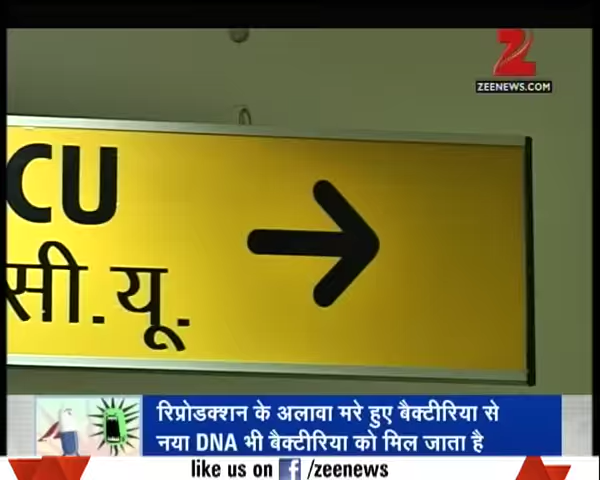 Z
ZEENEWS.COM
CU
सी.यू.
रिप्रोडक्शन के अलावा मरे हुए बैक्टीरिया से
नया DNA भी बैक्टीरिया को मिल जाता है
like us on f /zeenews